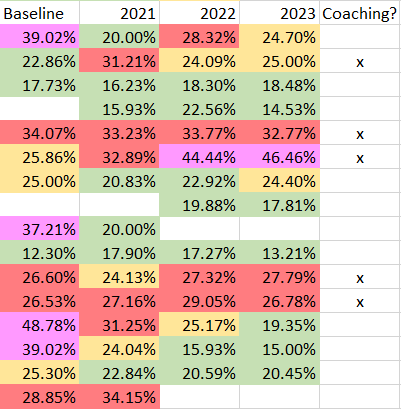 Baseline 2021 2022 2023 Coaching?
39.02% 20.00% 28.32% 24.70%
22.86% 31.21% 24.09% 25.00% x
17.73% 16.23% 18.30% 18.48%
15.93% 22.56% 14.53%
34.07% 33.23% 33.77% 32.77% x
25.86% 32.89% 44.44% 46.46% x
25.00% 20.83% 22.92% 24.40%
19.88% 17.81%
37.21% 20.00%
12.30% 17.90% 17.27% 13.21%
26.60% 24.13% 27.32% 27.79% x
26.53% 27.16% 29.05% 26.78% x
48.78% 31.25% 25.17% 19.35%
39.02% 24.04% 15.93% 15.00%
25.30% 22.84% 20.59% 20.45%
28.85% 34.15%